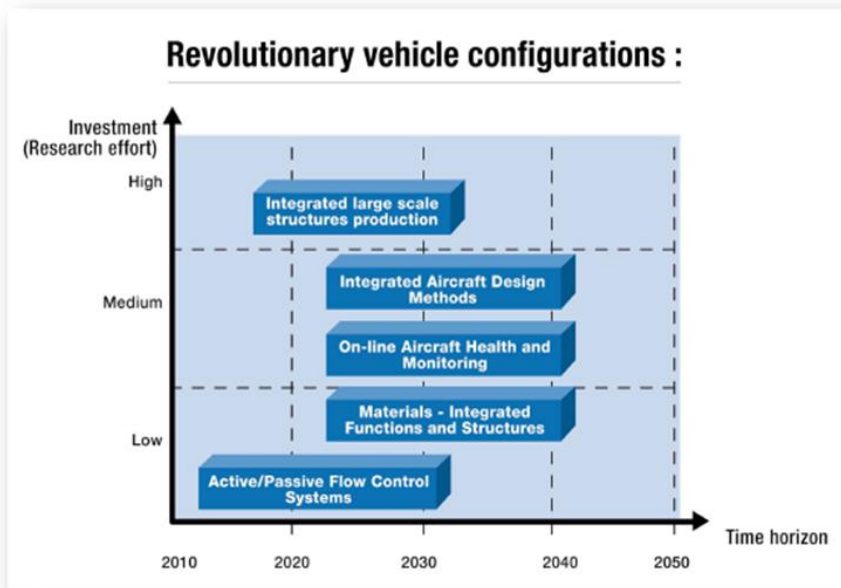 Revolutionary vehicle configurations :
Investment
(Research effort)
High
Integrated large scale
structures production
Integrated Aircraft Design
Methods
Medium
On-line Aircraft Health and
Monitoring
Materials - Integrated
Functions and Structures
Low
Active/Passive Flow Control
Systems
Time horizon
2010 2020 2030 2040 2050